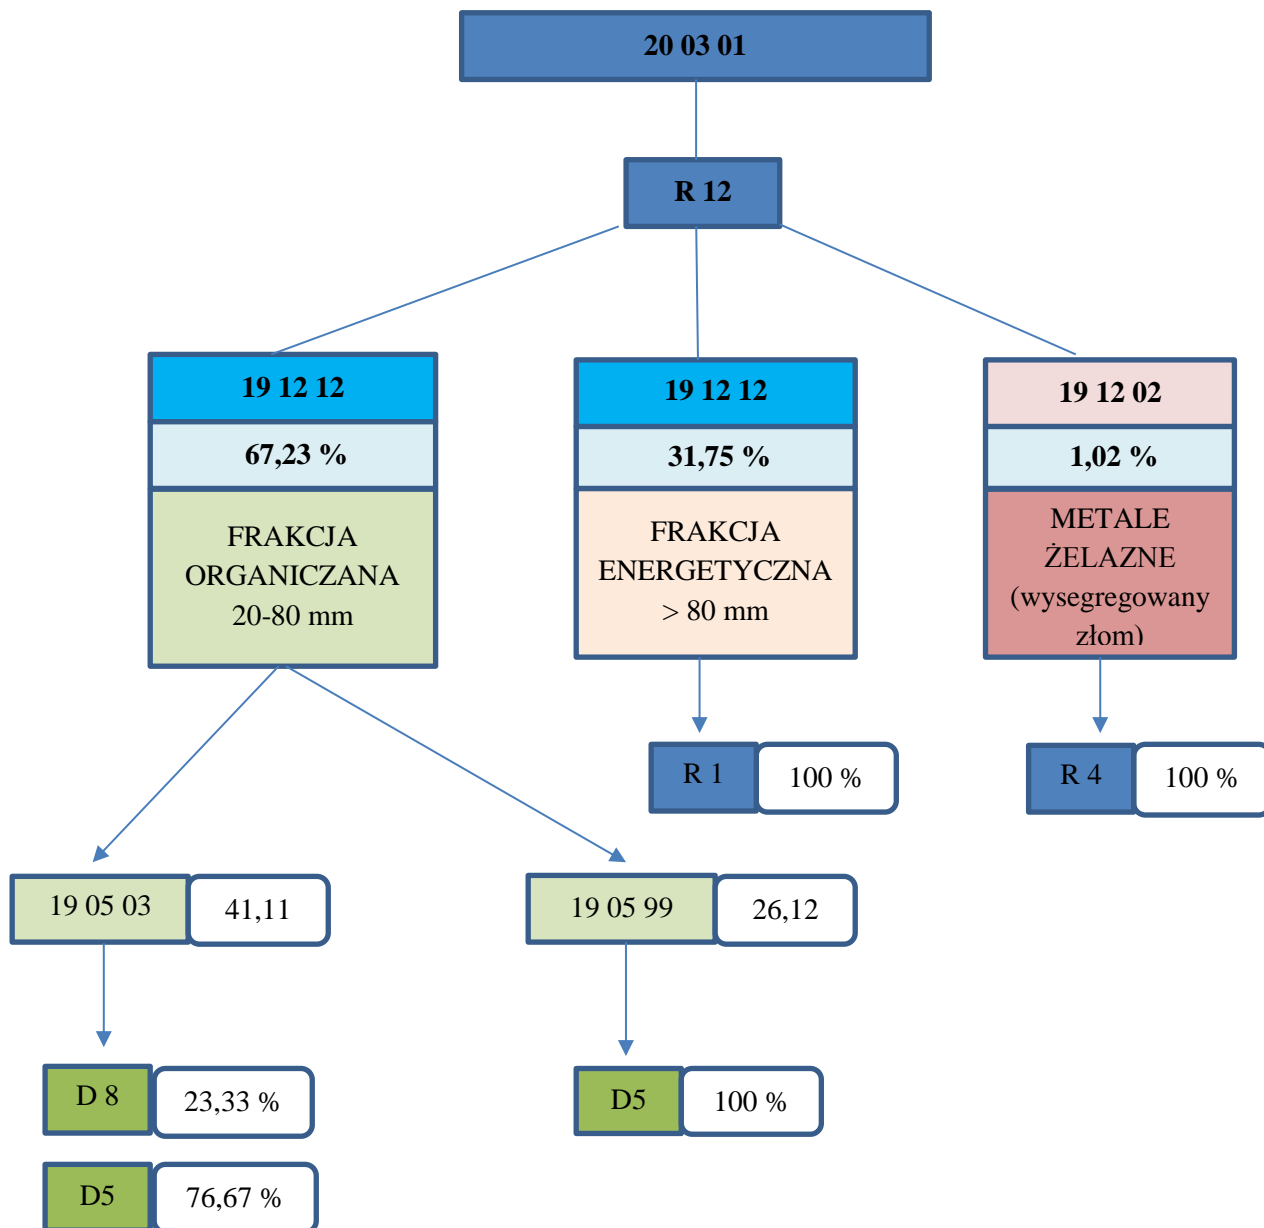 20 03 01
R 12
19 12 12
67,23 %
FRAKCJA
ORGANICZANA
20-80 mm
19 12 12
31,75 %
FRAKCJA
ENERGETYCZNA
> 80 mm
19 12 02
1,02 %
METALE
ŻELAZNE
(wysegregowany
złom)
R 1
100 %
R 4
100 %
19 05 03
41,11
19 05 99
26,12
D 8
23,33 %
D5
100 %
D5
76,67 %